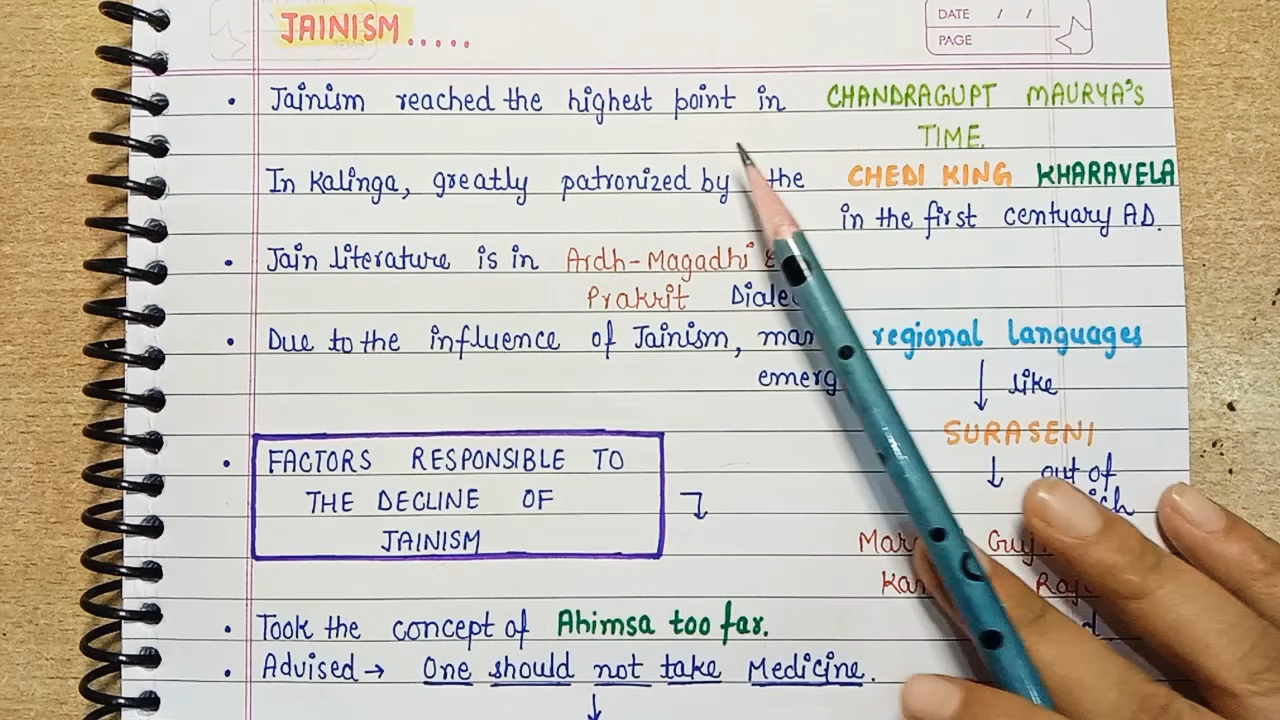 JAINISM.....
DATE / /
PAGE
• Jainism reached the highest point in CHANDRAGUPT MAURYA's
TIME.
In Kalinga, greatly patronized by the CHEDI KING KHARAVELA
in the first centuary AD.
• Jain literature is in Ardh-Magadhi &
Prakrit
• Due to the influence of Jainism, regional languages
↓ like
SURASENI
↓ out of
• FACTORS RESPONSIBLE TO
THE DECLINE OF
JAINISM
• Took the concept of Ahimsa too far.
• Advised → One should not take Medicine.
↓